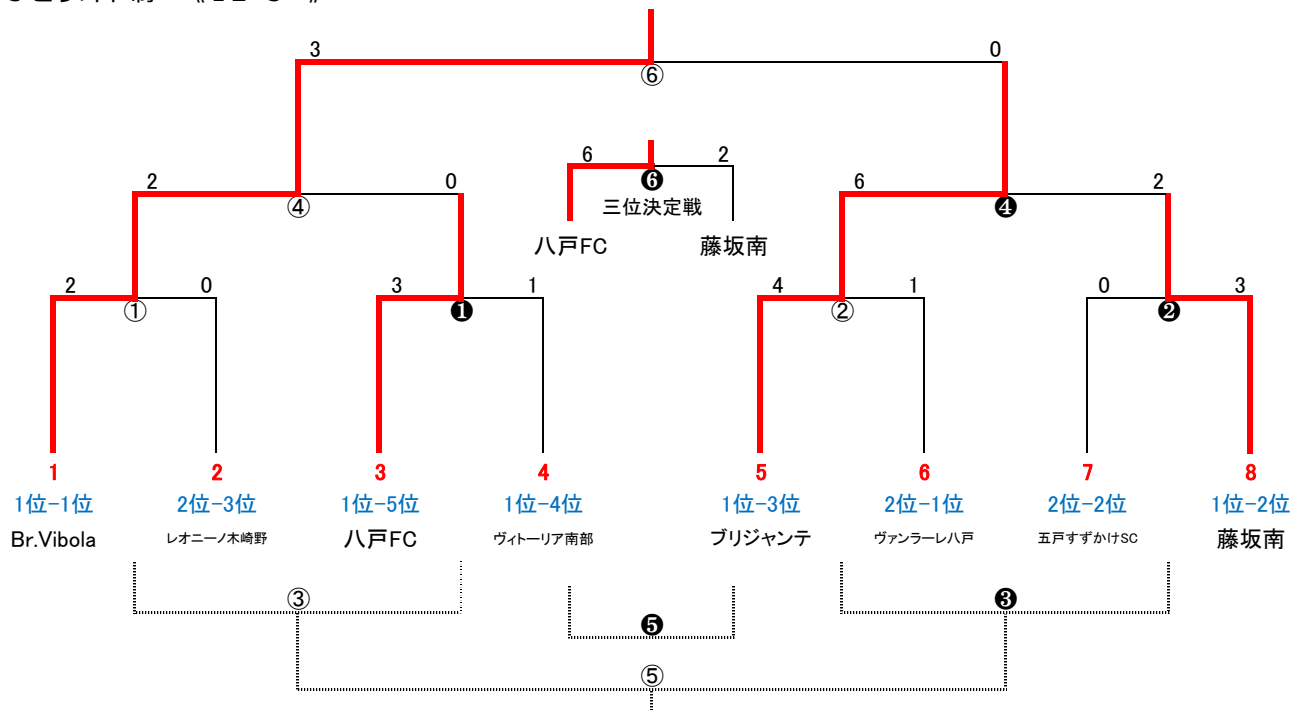 3 0
⑥
6 2
❻
三位決定戦
八戸FC 藤坂南
2 0 6 2
④ ❹
2 0 3 1 4 1 0 3
① ❶ ② ❷
1 2 3 4 5 6 7 8
1位-1位 2位-3位 1位-5位 1位-4位 1位-3位 2位-1位 2位-2位 1位-2位
Br.Vibola レオニーノ木崎野 八戸FC ヴィトーリア南部 ブリジャンテ ヴァンラーレ八戸 五戸すずかけSC 藤坂南
③ ❸
❺
⑤